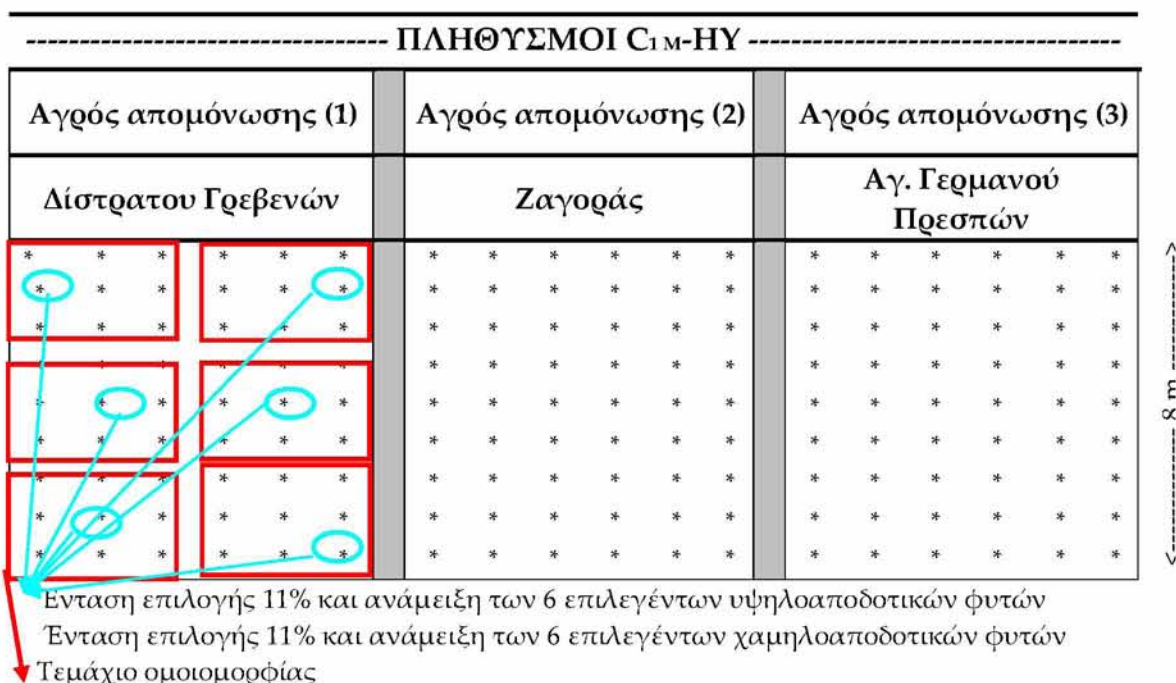 ---------------------------------- ΠΛΗΘΥΣΜΟΙ C1 M-HY -----------------------------------
Αγρός απομόνωσης (1) Αγρός απομόνωσης (2) Αγρός απομόνωσης (3)
Δίστρατου Γρεβενών Ζαγοράς Αγ. Γερμανού
Πρεσπών
* * * * * * * * * * * * * * * * * *
* * * * * * * * * * * * * * * * * *
* * * * * * * * * * * * * * * * * *
* * * * * * * * * * * * * * * * * *
* * * * * * * * * * * * * * * * * *
* * * * * * * * * * * * * * * * * *
* * * * * * * * * * * * * * * * * *
* * * * * * * * * * * * * * * * * *
* * * * * * * * * * * * * * * * * *
<-------------- 8 m -------------->
Ένταση επιλογής 11% και ανάμειξη των 6 επιλεγέντων υψηλοαποδοτικών φυτών
Ένταση επιλογής 11% και ανάμειξη των 6 επιλεγέντων χαμηλοαποδοτικών φυτών
Τεμάχιο ομοιομορφίας